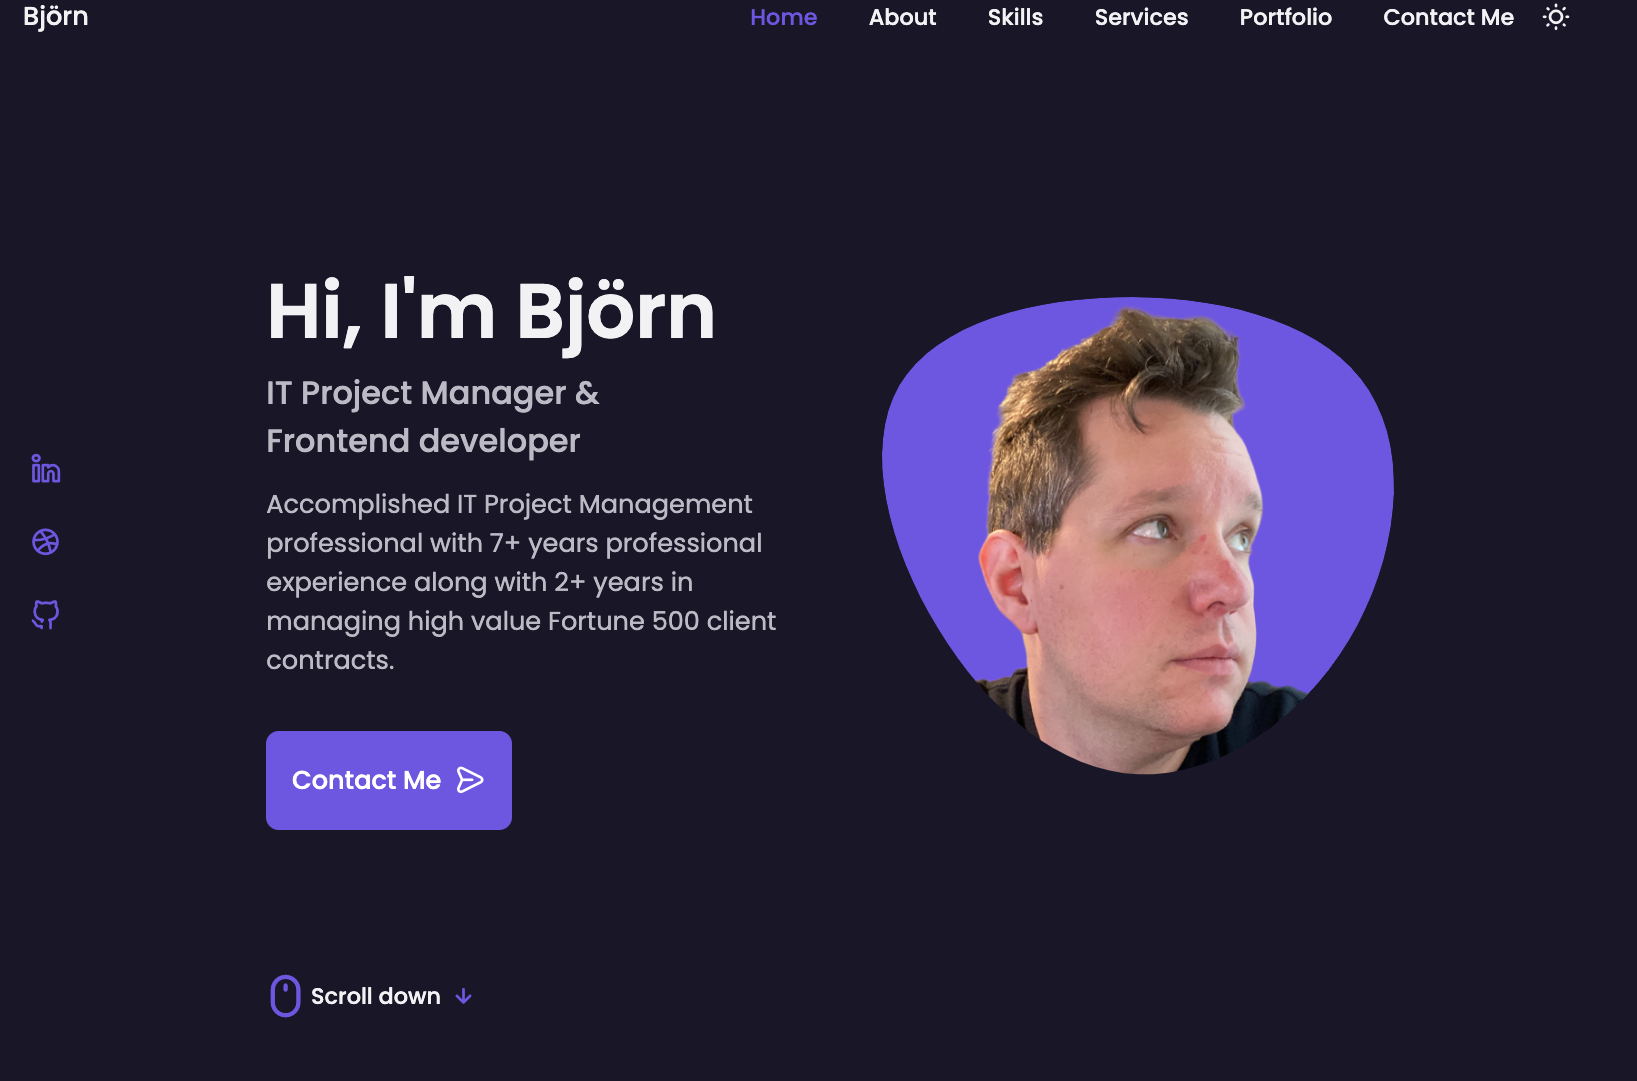 Björn
Home About Skills Services Portfolio Contact Me
Hi, I'm Björn
IT Project Manager &
Frontend developer
Accomplished IT Project Management
professional with 7+ years professional
experience along with 2+ years in
managing high value Fortune 500 client
contracts.
Contact Me
Scroll down